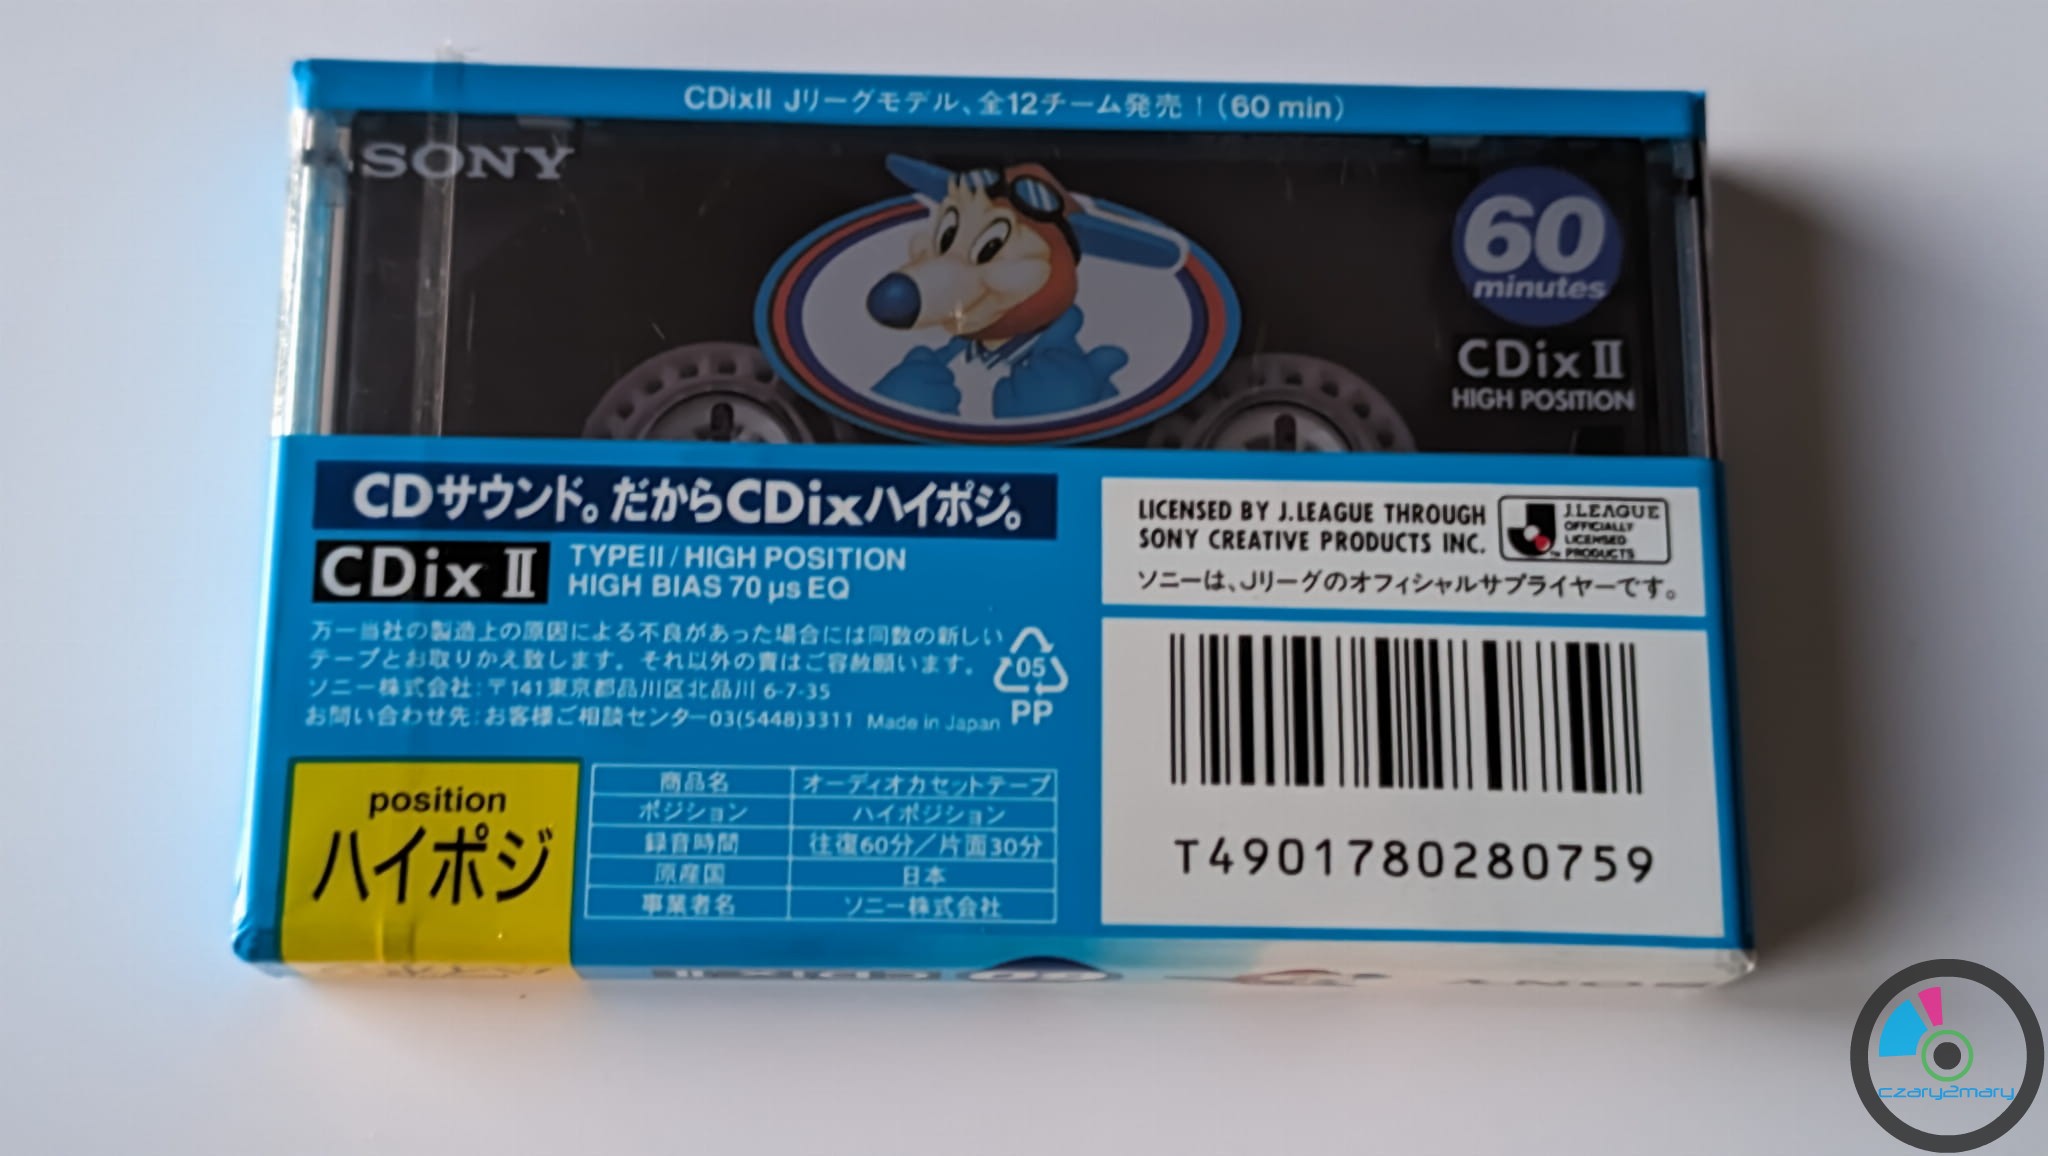 CDixII Jリーグモデル、全12チーム発売！(60 min)
SONY
60
minutes
CDix II
HIGH POSITION
CDサウンド。だからCDixハイポジ。
CDix II
TYPEII/HIGH POSITION
HIGH BIAS 70 μs EQ
万一当社の製造上の原因による不良があった場合には同数の新しい
テープとお取りかえ致します。それ以外の責はご容赦願います。
ソニー株式会社:〒141東京都品川区北品川 6-7-35
お問い合わせ先:お客様ご相談センター03(5448)3311 Made in Japan
05
PP
LICENSED BY J.LEAGUE THROUGH
SONY CREATIVE PRODUCTS INC.
J.LEAGUE
OFFICIALLY
LICENSED
PRODUCTS
TM
ソニーは、Jリーグのオフィシャルサプライヤーです。
position
ハイポジ
商品名 オーディオカセットテープ
ポジション ハイポジション
録音時間 往復60分／片面30分
原産国 日本
事業者名 ソニー株式会社
T4901780280759
CDixII
60
SONY
czary2mary